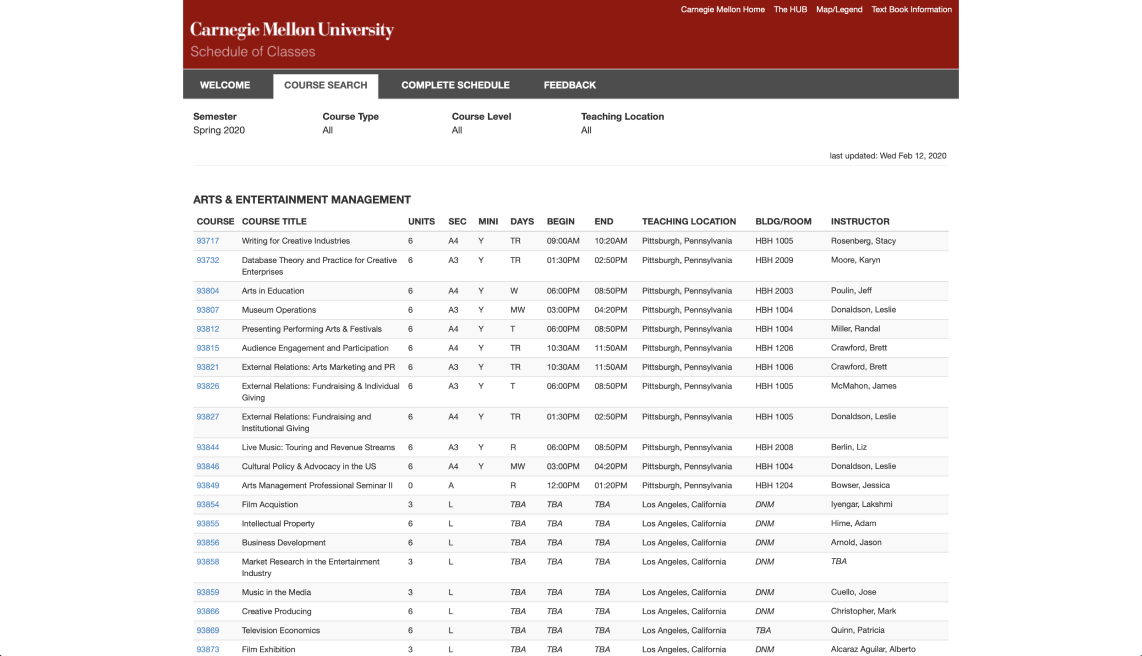 Carnegie Mellon Home The HUB Map/Legend Text Book Information
Carnegie Mellon University
Schedule of Classes
WELCOME COURSE SEARCH COMPLETE SCHEDULE FEEDBACK
Semester Course Type Course Level Teaching Location
Spring 2020 All All All
last updated: Wed Feb 12, 2020
ARTS & ENTERTAINMENT MANAGEMENT
COURSE COURSE TITLE UNITS SEC MINI DAYS BEGIN END TEACHING LOCATION BLDG/ROOM INSTRUCTOR
93717 Writing for Creative Industries 6 A4 Y TR 09:00AM 10:20AM Pittsburgh, Pennsylvania HBH 1005 Rosenberg, Stacy
93732 Database Theory and Practice for Creative 6 A3 Y TR 01:30PM 02:50PM Pittsburgh, Pennsylvania HBH 2009 Moore, Karyn
Enterprises
93804 Arts in Education 6 A4 Y W 06:00PM 08:50PM Pittsburgh, Pennsylvania HBH 2003 Poulin, Jeff
93807 Museum Operations 6 A3 Y MW 03:00PM 04:20PM Pittsburgh, Pennsylvania HBH 1004 Donaldson, Leslie
93812 Presenting Performing Arts & Festivals 6 A4 Y T 06:00PM 08:50PM Pittsburgh, Pennsylvania HBH 1004 Miller, Randal
93815 Audience Engagement and Participation 6 A4 Y TR 10:30AM 11:50AM Pittsburgh, Pennsylvania HBH 1206 Crawford, Brett
93821 External Relations: Arts Marketing and PR 6 A3 Y TR 10:30AM 11:50AM Pittsburgh, Pennsylvania HBH 1006 Crawford, Brett
93826 External Relations: Fundraising & Individual 6 A3 Y T 06:00PM 08:50PM Pittsburgh, Pennsylvania HBH 1005 McMahon, James
Giving
93827 External Relations: Fundraising and 6 A4 Y TR 01:30PM 02:50PM Pittsburgh, Pennsylvania HBH 1005 Donaldson, Leslie
Institutional Giving
93844 Live Music: Touring and Revenue Streams 6 A3 Y R 06:00PM 08:50PM Pittsburgh, Pennsylvania HBH 2008 Berlin, Liz
93846 Cultural Policy & Advocacy in the US 6 A4 Y MW 03:00PM 04:20PM Pittsburgh, Pennsylvania HBH 1004 Donaldson, Leslie
93849 Arts Management Professional Seminar II 0 A R 12:00PM 01:20PM Pittsburgh, Pennsylvania HBH 1204 Bowser, Jessica
93854 Film Acquistion 3 L TBA TBA TBA Los Angeles, California DNM Iyengar, Lakshmi
93855 Intellectual Property 6 L TBA TBA TBA Los Angeles, California DNM Hime, Adam
93856 Business Development 6 L TBA TBA TBA Los Angeles, California DNM Arnold, Jason
93858 Market Research in the Entertainment 3 L TBA TBA TBA Los Angeles, California DNM TBA
Industry
93859 Music in the Media 3 L TBA TBA TBA Los Angeles, California DNM Cuello, Jose
93866 Creative Producing 6 L TBA TBA TBA Los Angeles, California DNM Christopher, Mark
93869 Television Economics 6 L TBA TBA TBA Los Angeles, California TBA Quinn, Patricia
93873 Film Exhibition 3 L TBA TBA TBA Los Angeles, California DNM Alcaraz Aguilar, Alberto